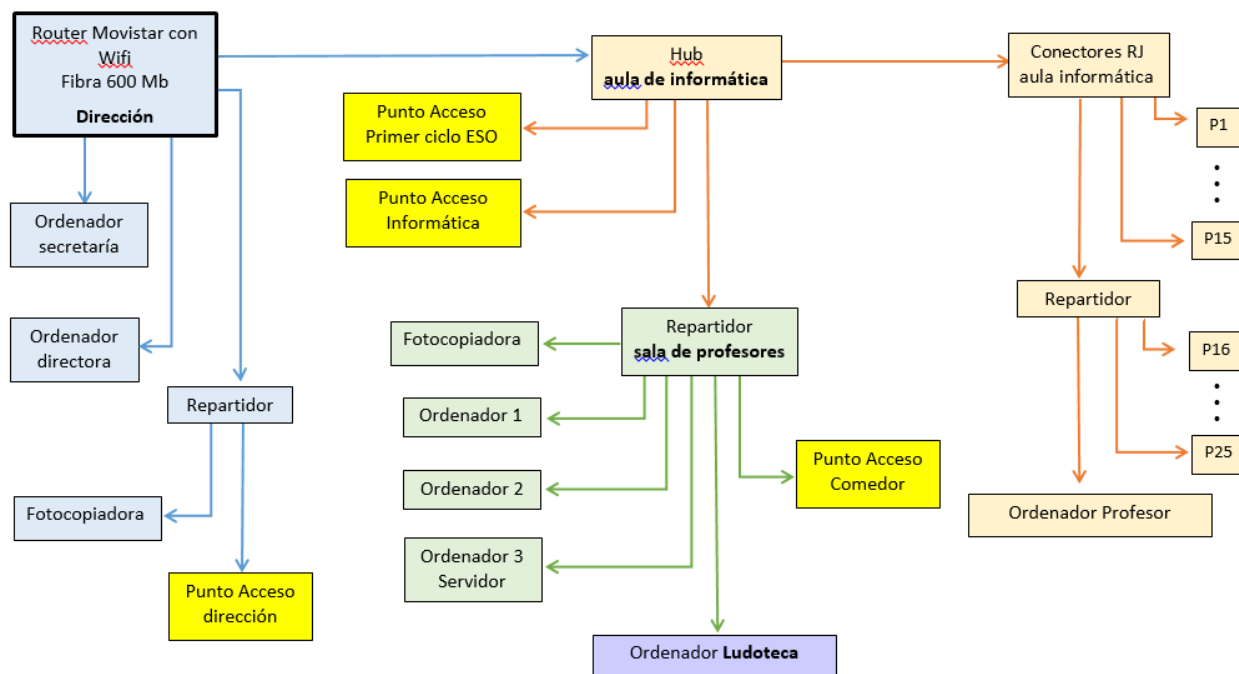 Router Movistar con
Wifi
Fibra 600 Mb
Dirección
Ordenador
secretaría
Ordenador
directora
Repartidor
Fotocopiadora
Punto Acceso
dirección
Hub
aula de informática
Punto Acceso
Primer ciclo ESO
Punto Acceso
Informática
Repartidor
sala de profesores
Fotocopiadora
Ordenador 1
Ordenador 2
Ordenador 3
Servidor
Punto Acceso
Comedor
Ordenador Ludoteca
Conectores RJ
aula informática
P1
P15
Repartidor
P16
P25
Ordenador Profesor